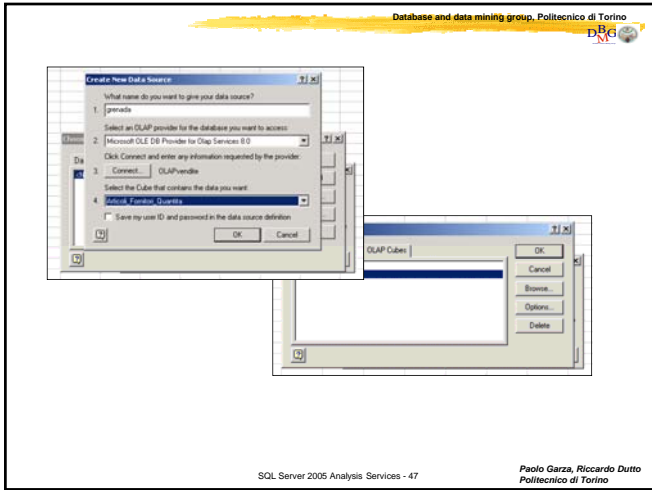 Database and data mining group, Politecnico di Torino
DBMG
Create New Data Source
What name do you want to give your data source?
1. grenada
Select an OLAP provider for the database you want to access:
2. Microsoft OLE DB Provider for Olap Services 8.0
Click Connect and enter any information requested by the provider:
3. Connect... OLAPvendite
Select the Cube that contains the data you want:
4. Articoli_Fornitori_Quantita
Save my user ID and password in the data source definition
OK Cancel
Da
OLAP Cubes
OK
Cancel
Browse...
Options...
Delete
SQL Server 2005 Analysis Services - 47
Paolo Garza, Riccardo Dutto
Politecnico di Torino